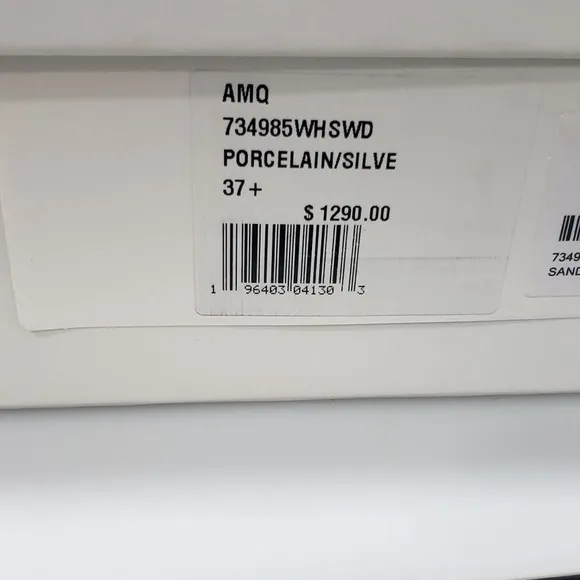 AMQ
734985WHSWD
PORCELAIN/SILVE
37+
$ 1290.00
1 96403 04130 3
7349
SAND